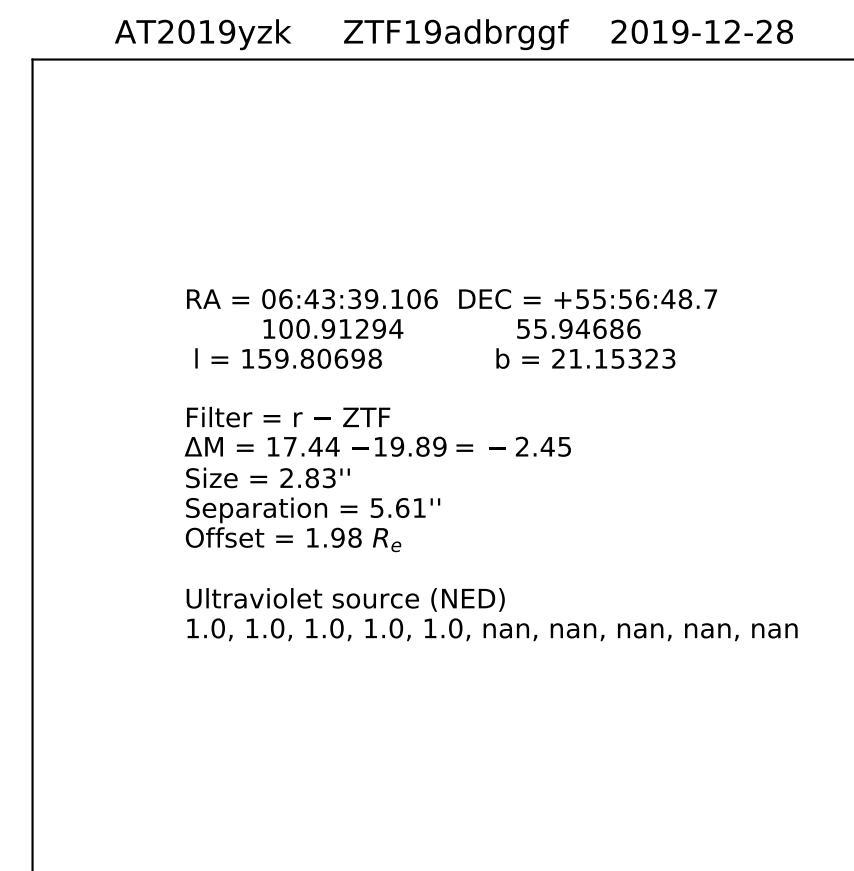 AT2019yzk ZTF19adbrggf 2019-12-28
RA = 06:43:39.106 DEC = +55:56:48.7
100.91294 55.94686
l = 159.80698 b = 21.15323
Filter = r − ZTF
ΔM = 17.44 −19.89 = − 2.45
Size = 2.83''
Separation = 5.61''
Offset = 1.98 Re
Ultraviolet source (NED)
1.0, 1.0, 1.0, 1.0, 1.0, nan, nan, nan, nan, nan